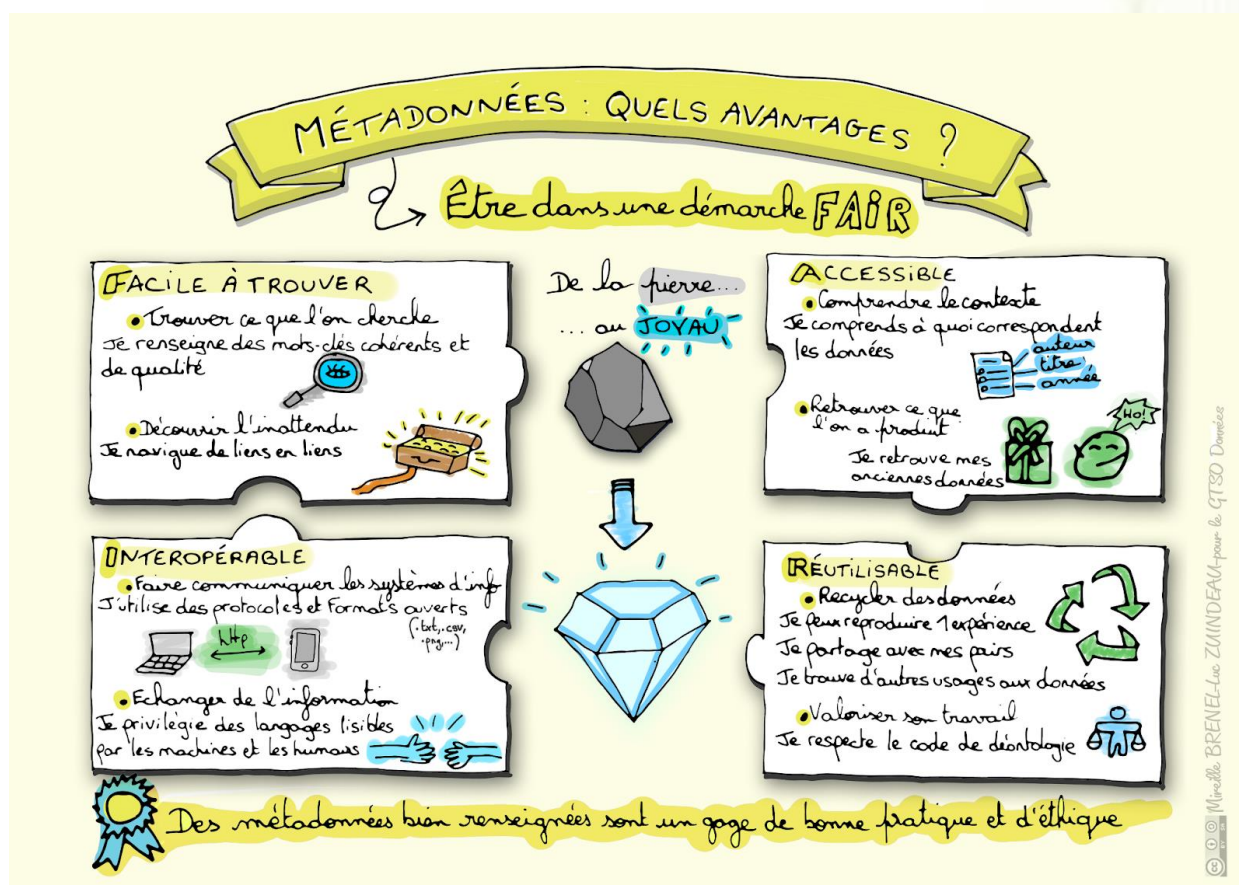 MÉTADONNÉES : QUELS AVANTAGES ?
Être dans une démarche FAiR
FACILE À TROUVER
• Trouver ce que l'on cherche
Je renseigne des mots-clés cohérents et
de qualité
• Découvrir l'inattendu
Je navigue de liens en liens
De la pierre...
... au JOYAU
ACCESSIBLE
• Comprendre le contexte
Je comprends à quoi correspondent
les données
auteur
titre
année
• Retrouver ce que
l'on a produit
Wo!
Je retrouve mes
anciennes données
INTEROPÉRABLE
• Faire communiquer les systèmes d'inf
J'utilise des protocoles et Formats ouverts
(.txt, .csv,
.png,...)
http
• Echanger de l'information
Je privilégie des langages lisibles
par les machines et les humains
RÉUTILISABLE
• Recycler des données
Je peux reproduire 1 expérience
Je partage avec mes pairs
Je trouve d'autres usages aux données
• Valoriser son travail
Je respecte le code de déontologie
Des métadonnées bien renseignées sont un gage de bonne pratique et d'éthique
Mireille BRENEL-Luc ZUINDEAU-pour le GTSO Données
BY SA